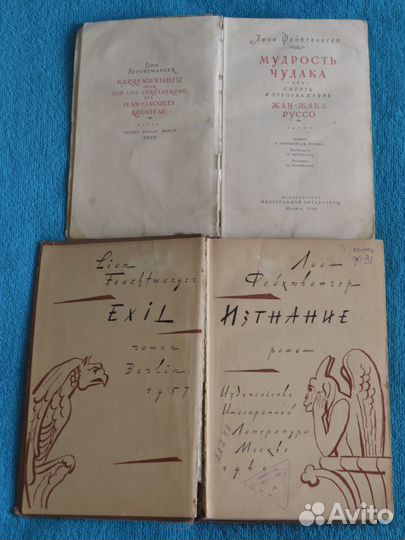 LION
FEUCHTWANGER
NARRENWEISHEIT
ODER
TOD UND VERKLAERUNG
DES
JEAN-JACQUES
ROUSSEAU
Лион Фейхтвангер
МУДРОСТЬ
ЧУДАКА
ИЛИ
СМЕРТЬ
И ПРЕОБРАЖЕНИЕ
ЖАН-ЖАКА
РУССО
ИЗДАТЕЛЬСТВО
ИНОСТРАННОЙ ЛИТЕРАТУРЫ
Lion
Feuchtwanger
EXIL
roman
Berlin
1957
Лион
Фейхтвангер
ИЗГНАНИЕ
роман
Издательство
Иностранной
Литературы
Москва
1960
Avito